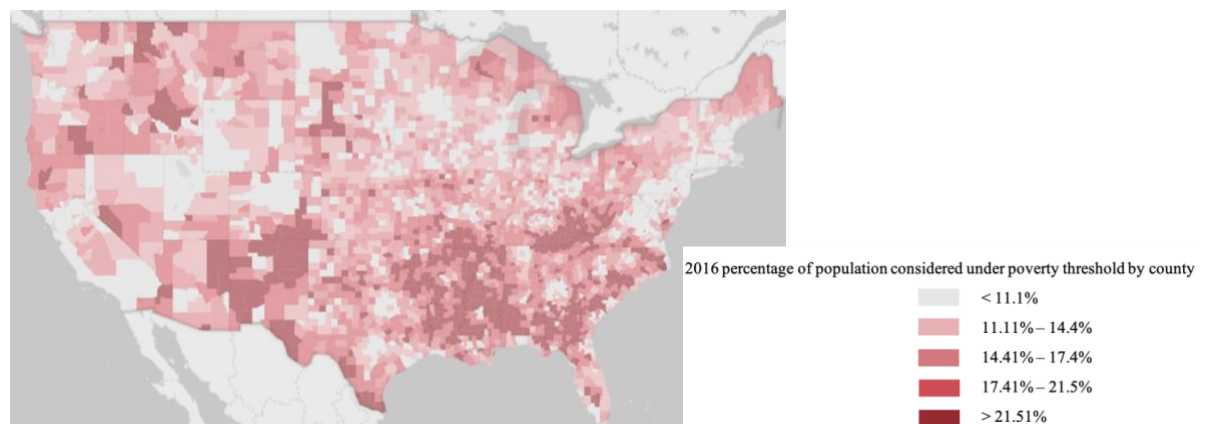 2016 percentage of population considered under poverty threshold by county
< 11.1%
11.11% – 14.4%
14.41% – 17.4%
17.41% – 21.5%
> 21.51%